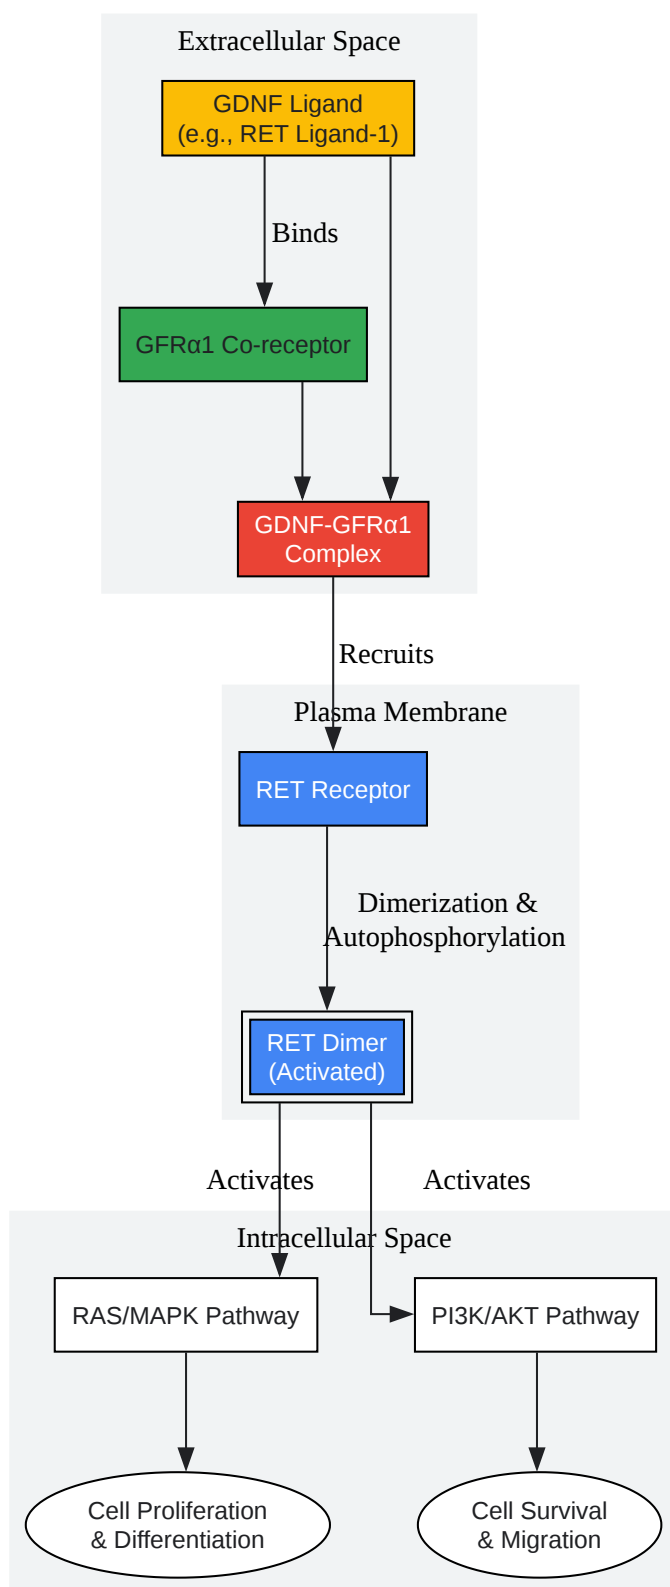 Extracellular Space
GDNF Ligand
(e.g., RET Ligand-1)
Binds
GFRα1 Co-receptor
GDNF-GFRα1
Complex
Recruits
Plasma Membrane
RET Receptor
Dimerization &
Autophosphorylation
RET Dimer
(Activated)
Activates
Activates
Intracellular Space
RAS/MAPK Pathway
PI3K/AKT Pathway
Cell Proliferation
& Differentiation
Cell Survival
& Migration